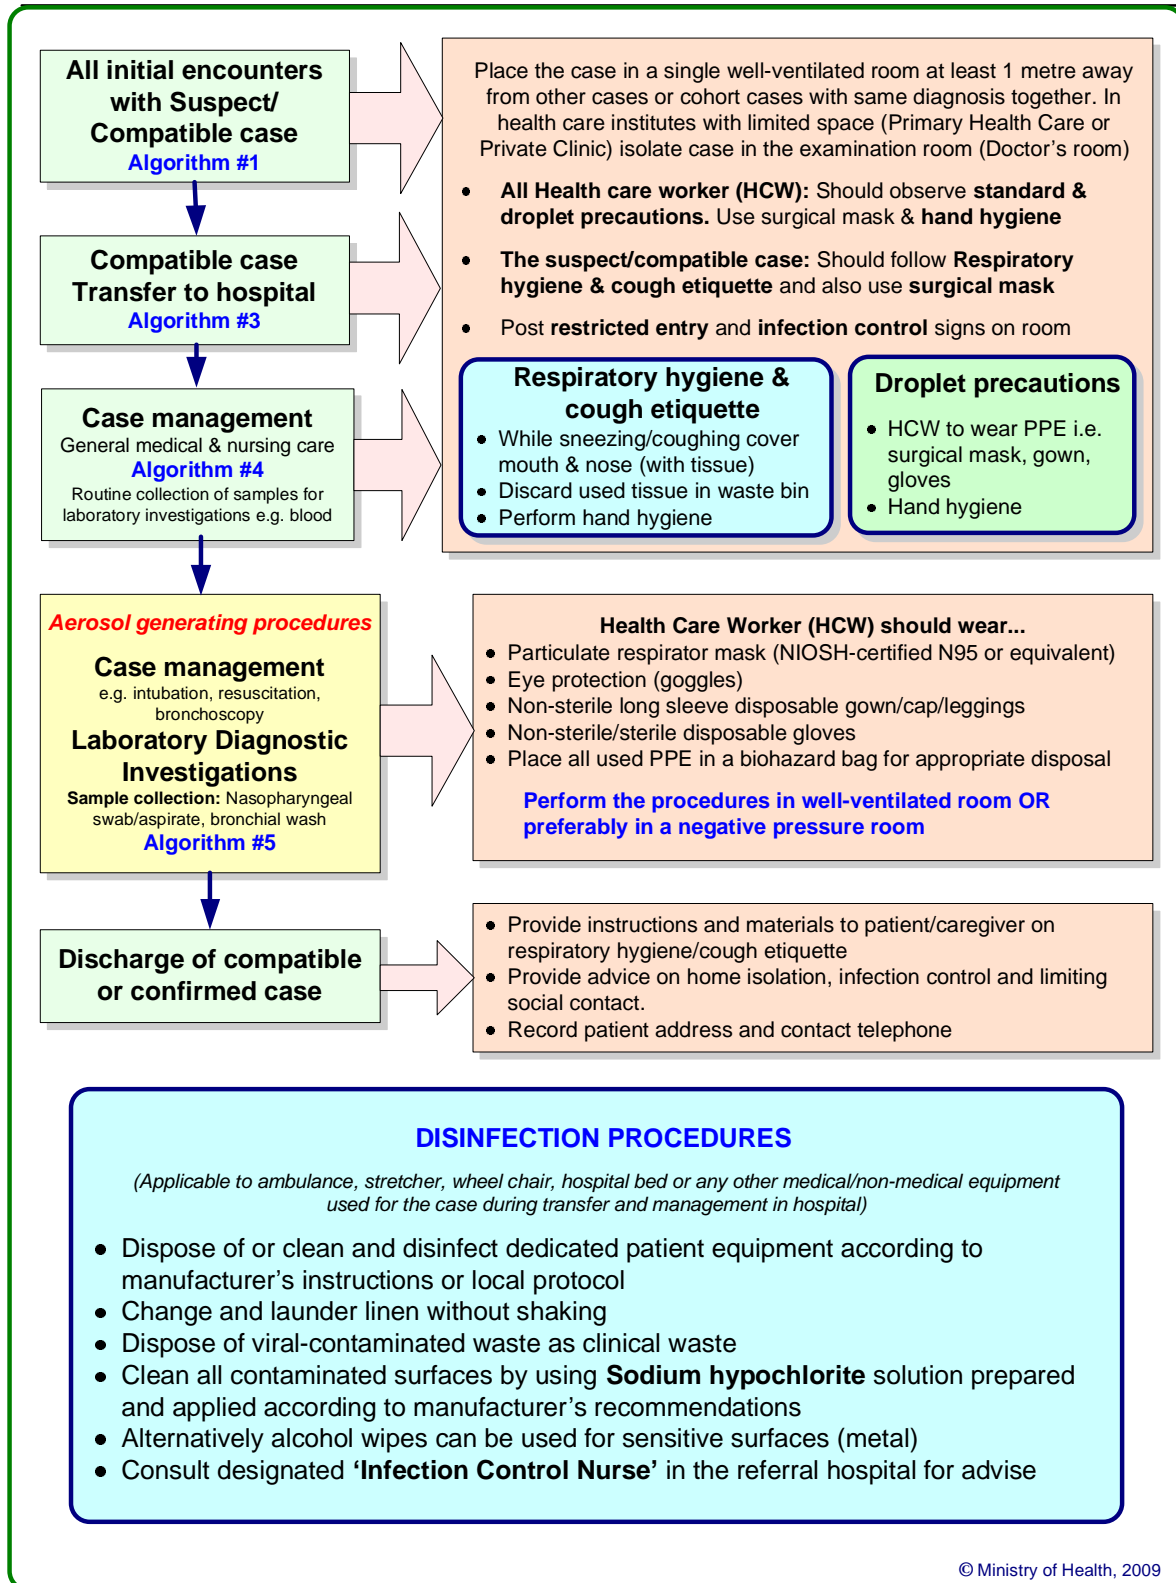 All initial encounters
with Suspect/
Compatible case
Algorithm #1
Place the case in a single well-ventilated room at least 1 metre away
from other cases or cohort cases with same diagnosis together. In
health care institutes with limited space (Primary Health Care or
Private Clinic) isolate case in the examination room (Doctor's room)
• All Health care worker (HCW): Should observe standard &
droplet precautions. Use surgical mask & hand hygiene
• The suspect/compatible case: Should follow Respiratory
hygiene & cough etiquette and also use surgical mask
• Post restricted entry and infection control signs on room
Compatible case
Transfer to hospital
Algorithm #3
Case management
General medical & nursing care
Algorithm #4
Routine collection of samples for
laboratory investigations e.g. blood
Respiratory hygiene &
cough etiquette
• While sneezing/coughing cover
mouth & nose (with tissue)
• Discard used tissue in waste bin
• Perform hand hygiene
Droplet precautions
• HCW to wear PPE i.e.
surgical mask, gown,
gloves
• Hand hygiene
Aerosol generating procedures
Case management
e.g. intubation, resuscitation,
bronchoscopy
Laboratory Diagnostic
Investigations
Sample collection: Nasopharyngeal
swab/aspirate, bronchial wash
Algorithm #5
Health Care Worker (HCW) should wear...
• Particulate respirator mask (NIOSH-certified N95 or equivalent)
• Eye protection (goggles)
• Non-sterile long sleeve disposable gown/cap/leggings
• Non-sterile/sterile disposable gloves
• Place all used PPE in a biohazard bag for appropriate disposal
Perform the procedures in well-ventilated room OR
preferably in a negative pressure room
Discharge of compatible
or confirmed case
• Provide instructions and materials to patient/caregiver on
respiratory hygiene/cough etiquette
• Provide advice on home isolation, infection control and limiting
social contact.
• Record patient address and contact telephone
DISINFECTION PROCEDURES
(Applicable to ambulance, stretcher, wheel chair, hospital bed or any other medical/non-medical equipment
used for the case during transfer and management in hospital)
• Dispose of or clean and disinfect dedicated patient equipment according to
manufacturer's instructions or local protocol
• Change and launder linen without shaking
• Dispose of viral-contaminated waste as clinical waste
• Clean all contaminated surfaces by using Sodium hypochlorite solution prepared
and applied according to manufacturer's recommendations
• Alternatively alcohol wipes can be used for sensitive surfaces (metal)
• Consult designated 'Infection Control Nurse' in the referral hospital for advise
© Ministry of Health, 2009